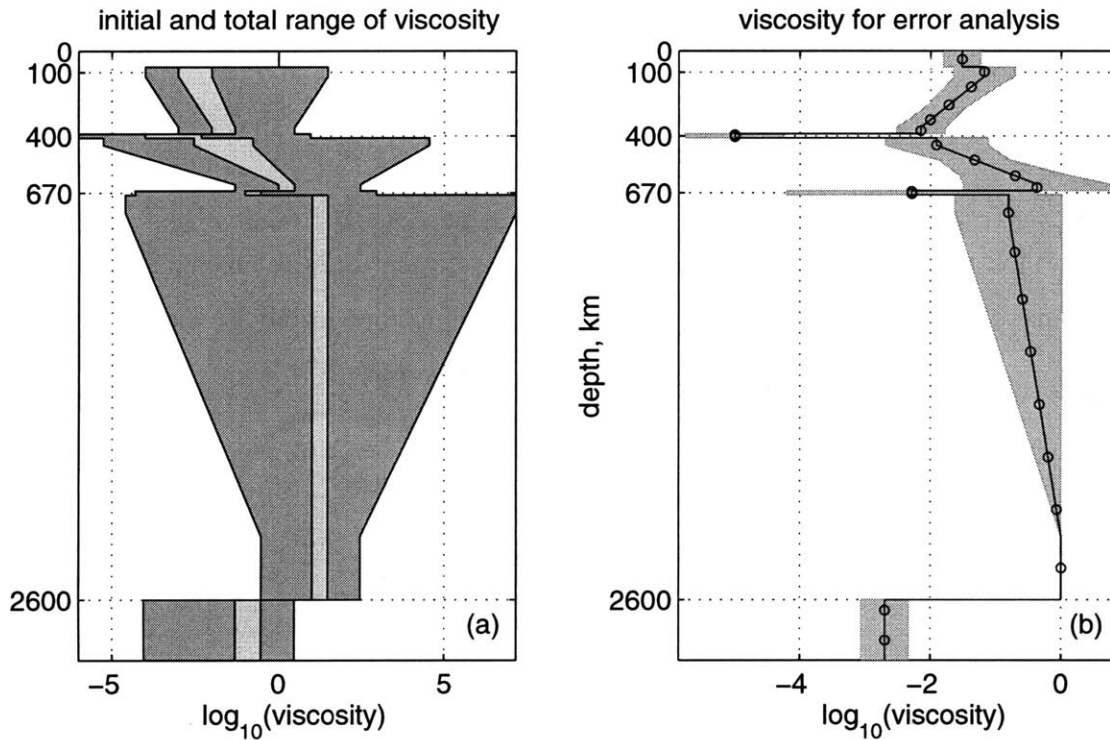 initial and total range of viscosity
0
100
400
670
2600
(a)
−5 0 5
log10(viscosity)
viscosity for error analysis
0
100
400
670
depth, km
2600
(b)
−4 −2 0
log10(viscosity)